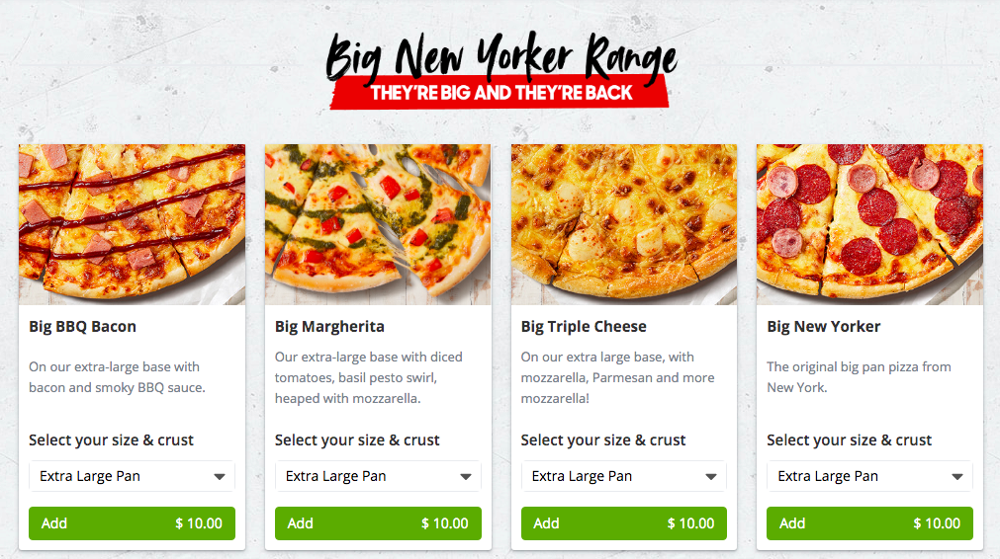 Big New Yorker Range
THEY'RE BIG AND THEY'RE BACK
Big BBQ Bacon
On our extra-large base with
bacon and smoky BBQ sauce.
Select your size & crust
Extra Large Pan
Add $ 10.00
Big Margherita
Our extra-large base with diced
tomatoes, basil pesto swirl,
heaped with mozzarella.
Select your size & crust
Extra Large Pan
Add $ 10.00
Big Triple Cheese
On our extra large base, with
mozzarella, Parmesan and more
mozzarella!
Select your size & crust
Extra Large Pan
Add $ 10.00
Big New Yorker
The original big pan pizza from
New York.
Select your size & crust
Extra Large Pan
Add $ 10.00